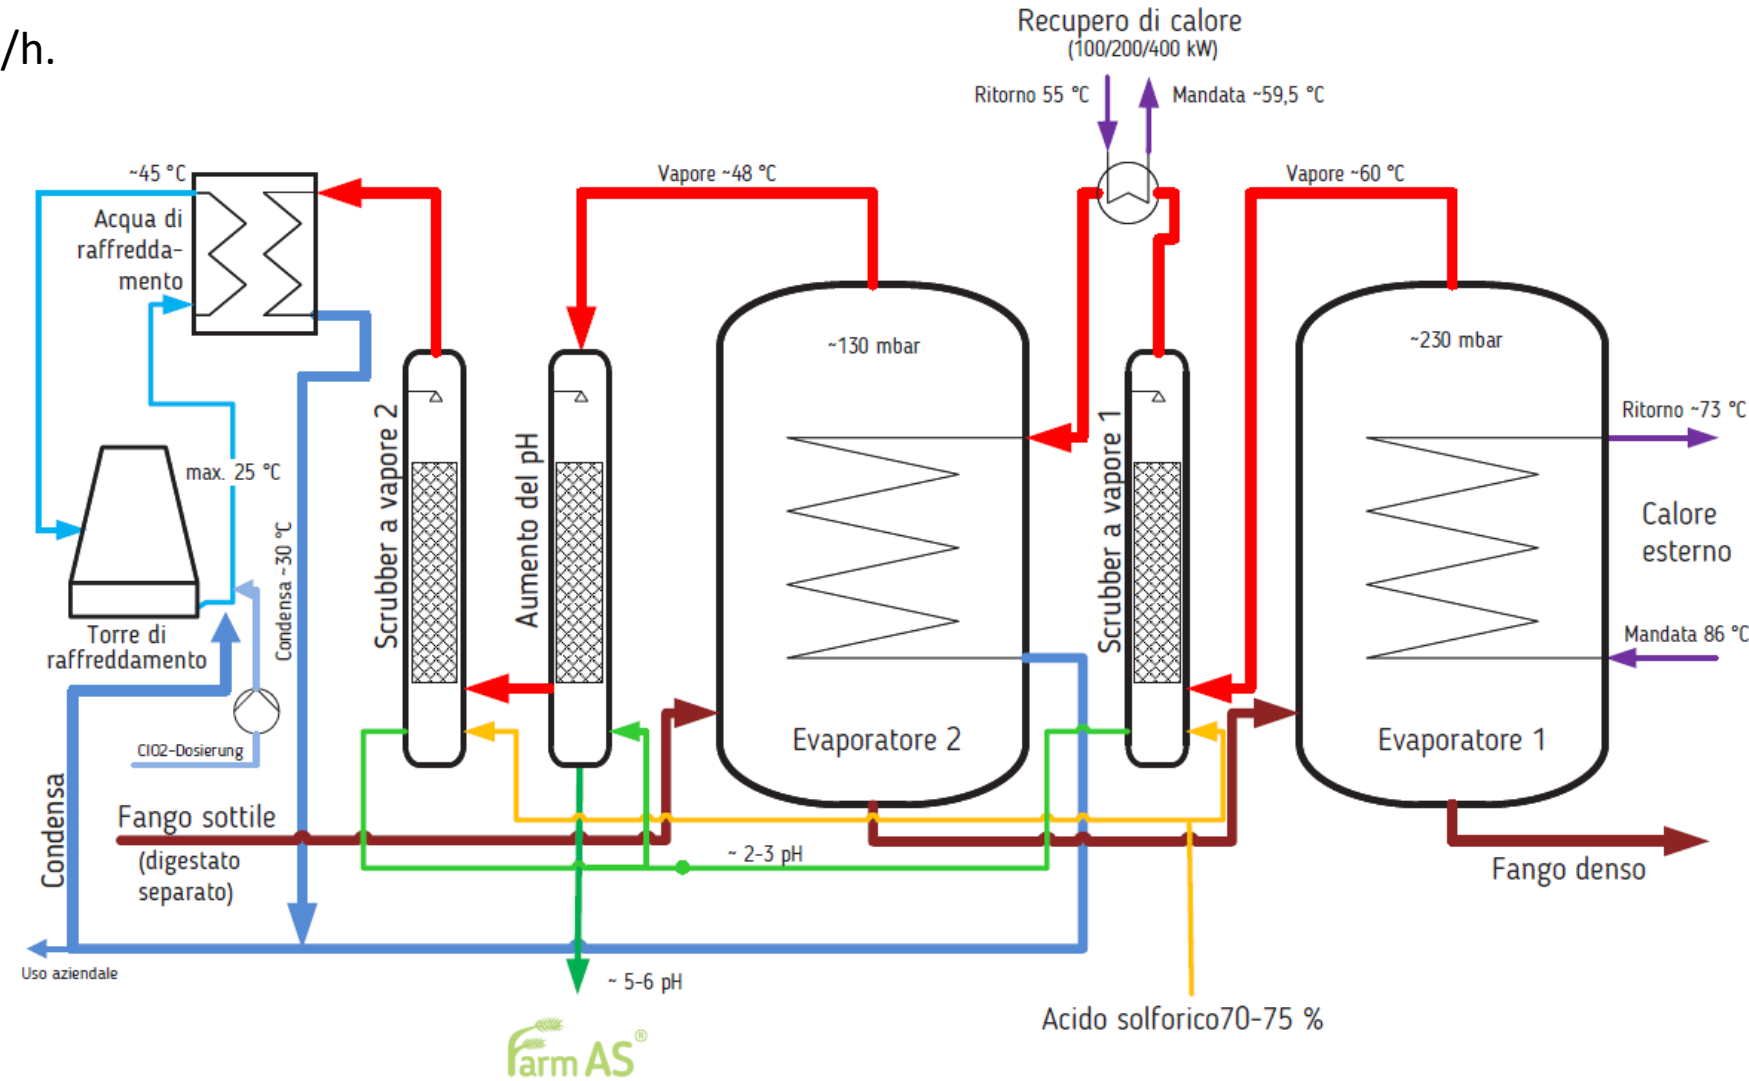 /h.
Recupero di calore
(100/200/400 kW)
Ritorno 55 °C
Mandata ~59,5 °C
~45 °C
Vapore ~48 °C
Vapore ~60 °C
Acqua di
raffredda-
mento
~130 mbar
~230 mbar
Ritorno ~73 °C
max. 25 °C
Calore
esterno
Scrubber a vapore 2
Aumento del pH
Scrubber a vapore 1
Condensa ~30 °C
Torre di
raffreddamento
Mandata 86 °C
ClO2-Dosierung
Evaporatore 2
Evaporatore 1
Condensa
Fango sottile
(digestato
separato)
~ 2-3 pH
Fango denso
Uso aziendale
~ 5-6 pH
Acido solforico70-75 %
FarmAS®